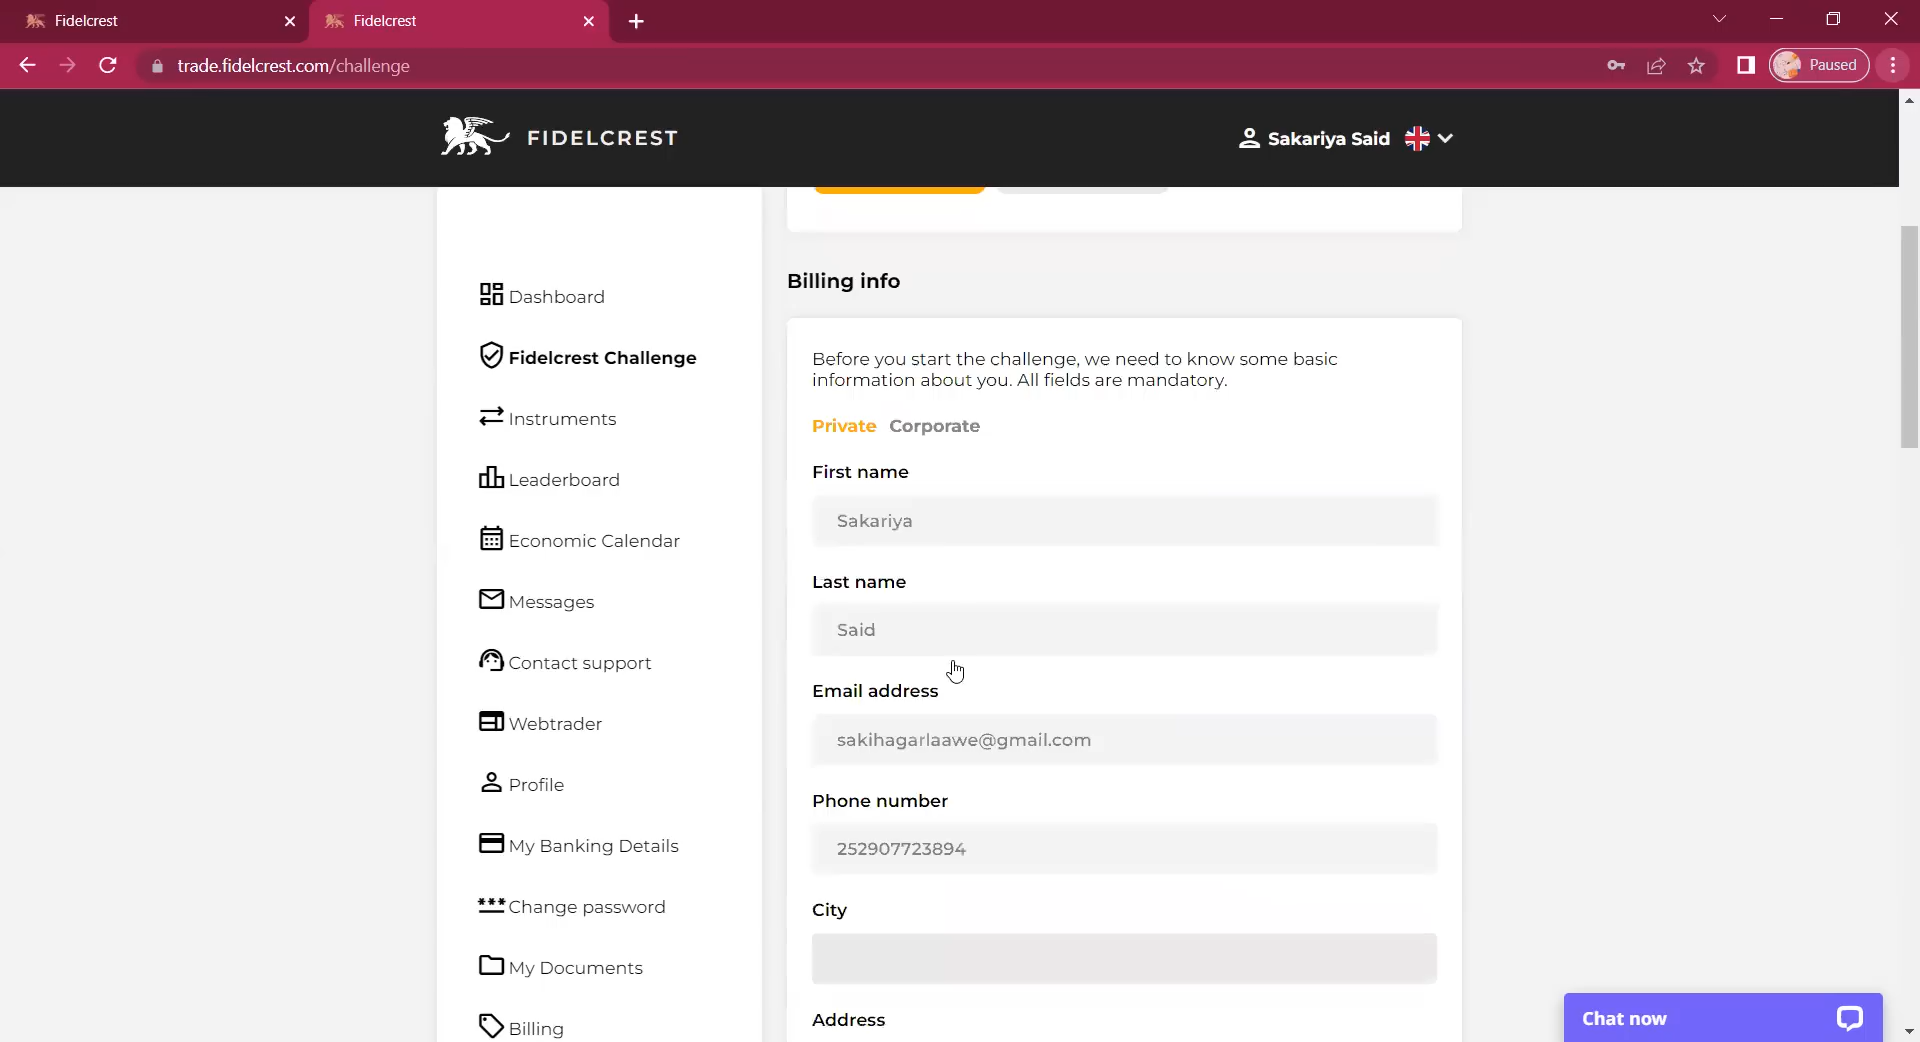 Fidelcrest
Fidelcrest
trade.fidelcrest.com/challenge
Paused
FIDELCREST
Sakariya Said
Dashboard
Fidelcrest Challenge
Instruments
Leaderboard
Economic Calendar
Messages
Contact support
Webtrader
Profile
My Banking Details
Change password
My Documents
Billing
Billing info
Before you start the challenge, we need to know some basic
information about you. All fields are mandatory.
Private Corporate
First name
Sakariya
Last name
Said
Email address
sakihagarlaawe@gmail.com
Phone number
252907723894
City
Address
Chat now